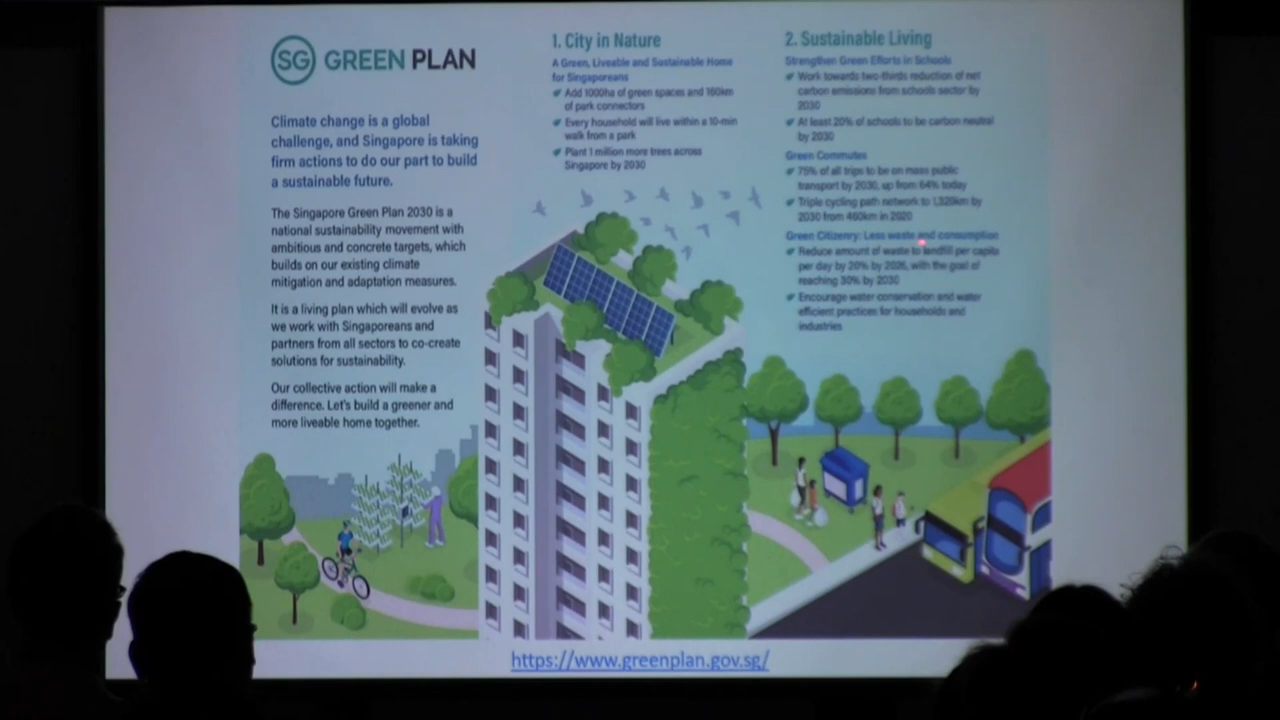 SG GREEN PLAN
Climate change is a global
challenge, and Singapore is taking
firm actions to do our part to build
a sustainable future.
The Singapore Green Plan 2030 is a
national sustainability movement with
ambitious and concrete targets, which
builds on our existing climate
mitigation and adaptation measures.
It is a living plan which will evolve as
we work with Singaporeans and
partners from all sectors to co-create
solutions for sustainability.
Our collective action will make a
difference. Let's build a greener and
more liveable home together.
1. City in Nature
A Green, Liveable and Sustainable Home
for Singaporeans
Add 1000ha of green spaces and 160km
of park connectors
Every household will live within a 10-min
walk from a park
Plant 1 million more trees across
Singapore by 2030
2. Sustainable Living
Strengthen Green Efforts in Schools
Work towards two-thirds reduction of net
carbon emissions from schools sector by
2030
At least 20% of schools to be carbon neutral
by 2030
Green Commutes
75% of all trips to be on mass public
transport by 2030, up from 64% today
Triple cycling path network to 1,320km by
2030 from 460km in 2020
Green Citizenry: Less waste and consumption
Reduce amount of waste to landfill per capita
per day by 20% by 2026, with the goal of
reaching 30% by 2030
Encourage water conservation and water
efficient practices for households and
industries
https://www.greenplan.gov.sg/